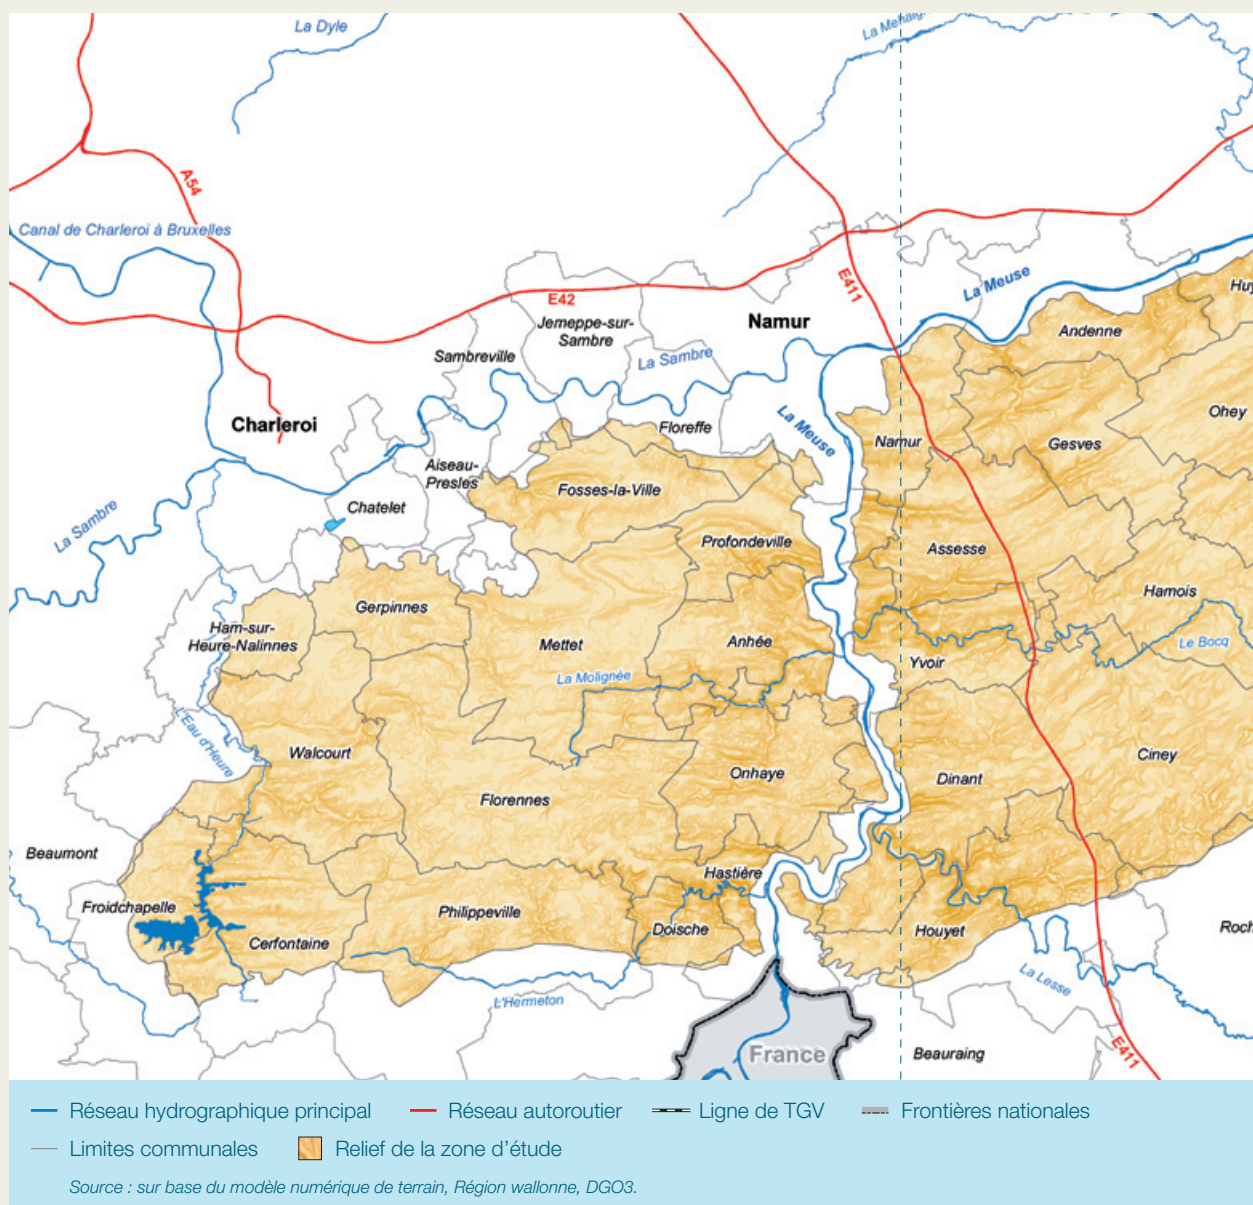 La Dyle
La Mehaig
A54
Canal de Charleroi à Bruxelles
E411
La Meuse
Huy
E42
Jemeppe-sur-
Sambre
Namur
Andenne
Sambreville
La Sambre
Charleroi
La Meuse
Floreffe
Namur
Gesves
Ohey
Aiseau-
Presles
Fosses-la-Ville
Chatelet
La Sambre
Profondeville
Assesse
Gerpinnes
Hamois
Ham-sur-
Heure-Nalinnes
Mettet
Anhée
Le Bocq
Yvoir
La Molignée
L'Eau d'Heure
Walcourt
Onhaye
Dinant
Ciney
Florennes
Beaumont
Hastière
Froidchapelle
Philippeville
Doische
Houyet
Roch
Cerfontaine
La Lesse
L'Hermeton
France
Beauraing
E411
Réseau hydrographique principal
Réseau autoroutier
Ligne de TGV
Frontières nationales
Limites communales
Relief de la zone d'étude
Source : sur base du modèle numérique de terrain, Région wallonne, DGO3.